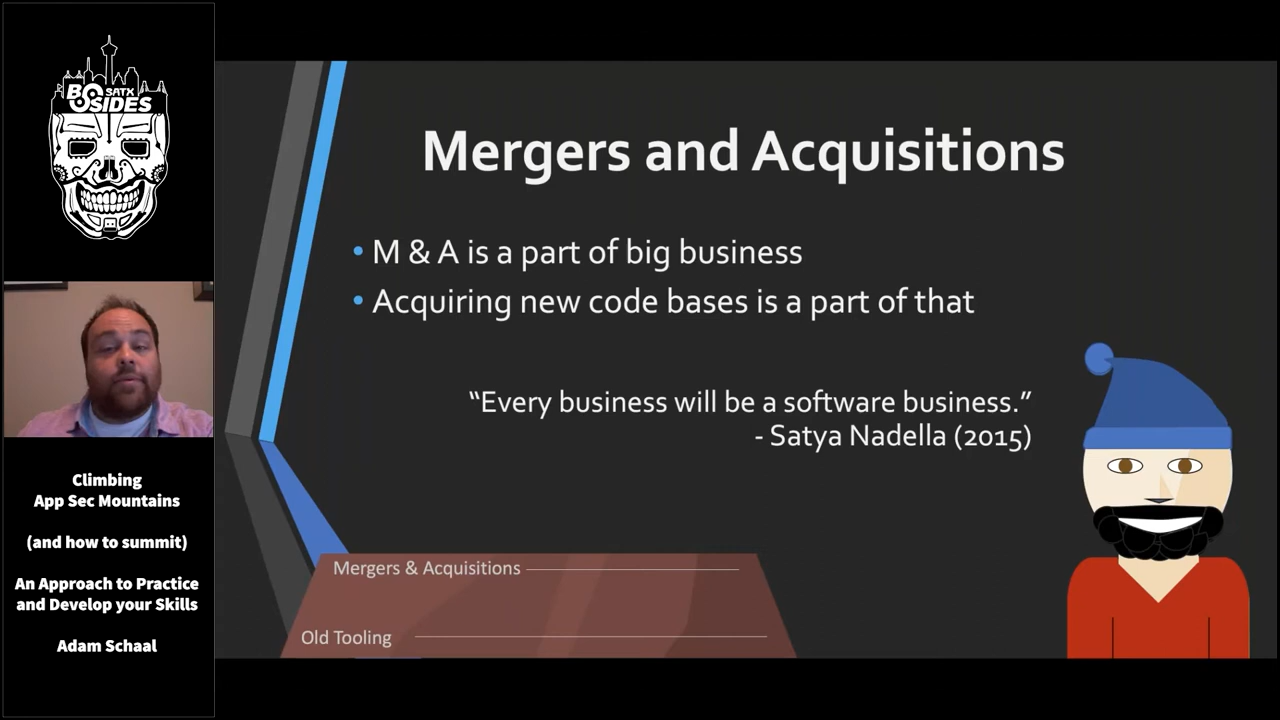 BSIDES
SATX
Climbing
App Sec Mountains
(and how to summit)
An Approach to Practice
and Develop your Skills
Adam Schaal
Mergers and Acquisitions
• M & A is a part of big business
• Acquiring new code bases is a part of that
“Every business will be a software business.”
- Satya Nadella (2015)
Mergers & Acquisitions
Old Tooling